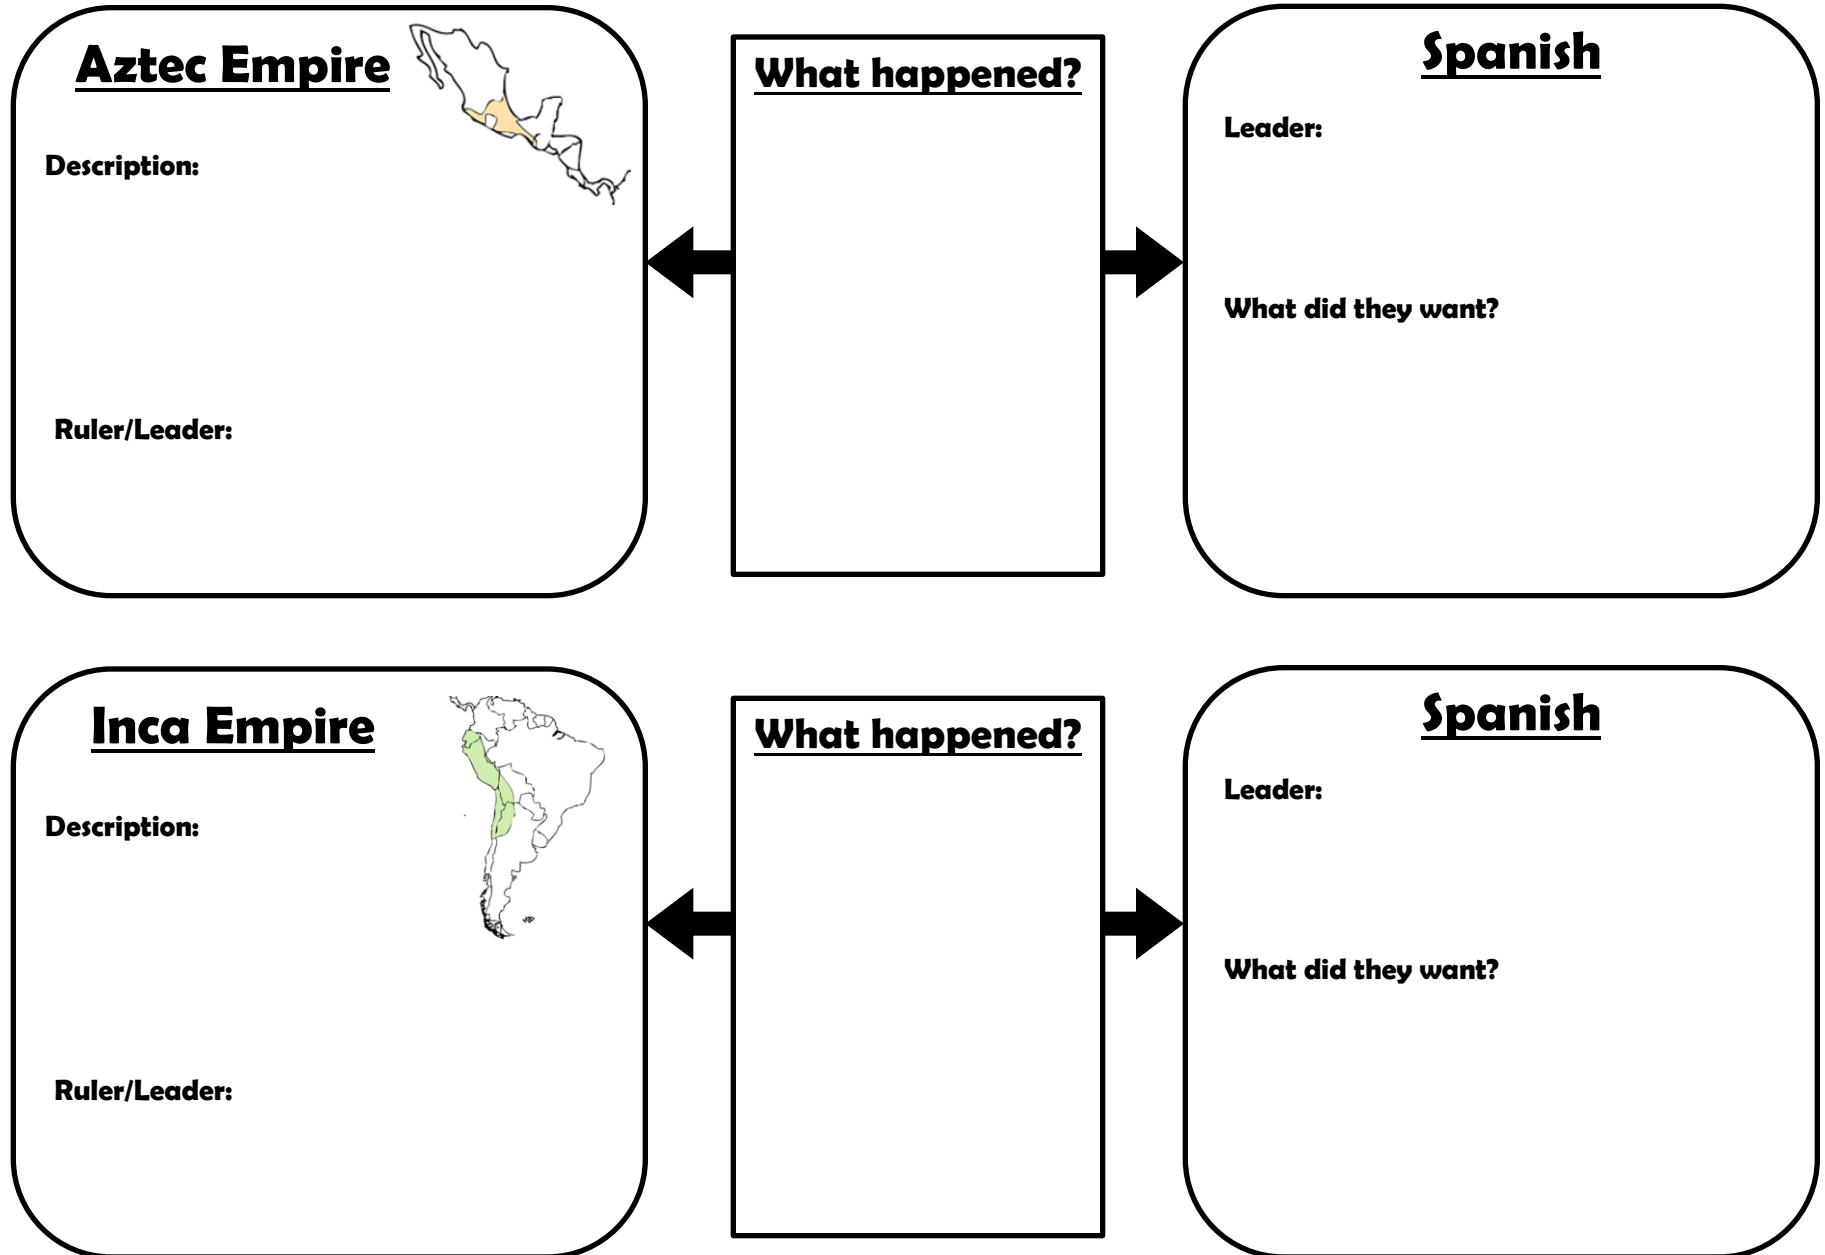 Aztec Empire
Description:
Ruler/Leader:
What happened?
Spanish
Leader:
What did they want?
Inca Empire
Description:
Ruler/Leader:
What happened?
Spanish
Leader:
What did they want?